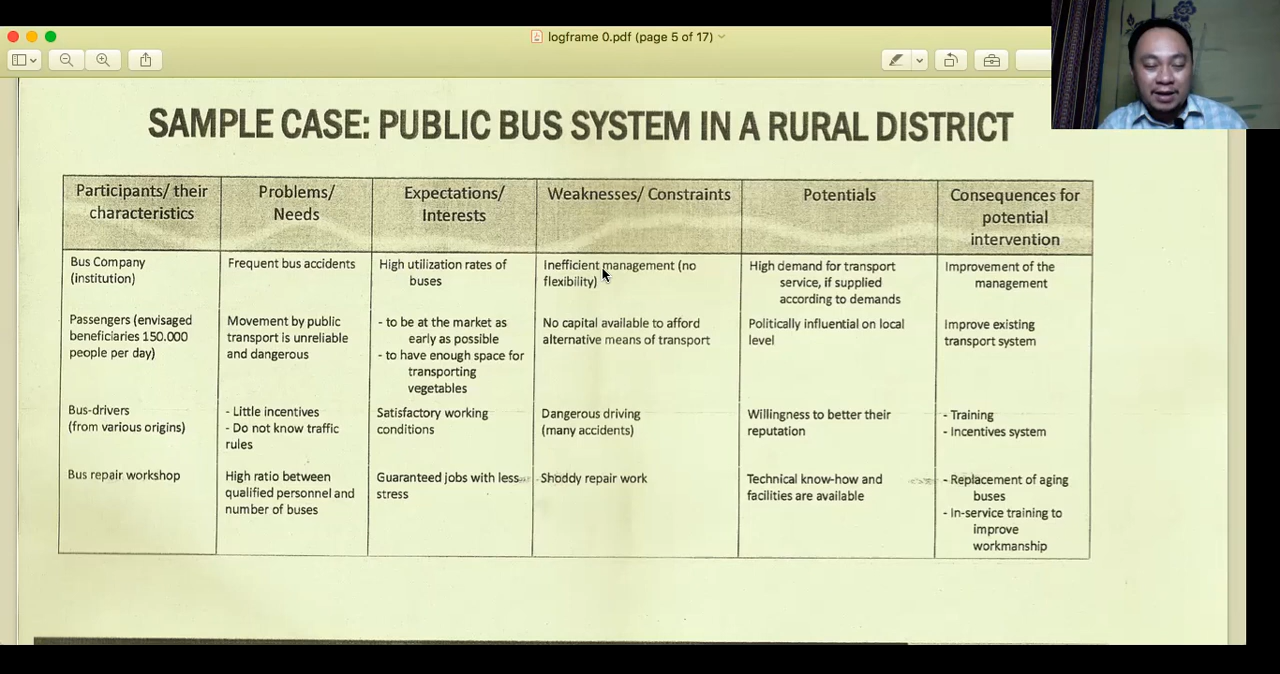 logframe 0.pdf (page 5 of 17)
SAMPLE CASE: PUBLIC BUS SYSTEM IN A RURAL DISTRICT
Participants/ their
characteristics
Problems/
Needs
Expectations/
Interests
Weaknesses/ Constraints
Potentials
Consequences for
potential
intervention
Bus Company
(institution)
Frequent bus accidents
High utilization rates of
buses
Inefficient management (no
flexibility)
High demand for transport
service, if supplied
according to demands
Improvement of the
management
Passengers (envisaged
beneficiaries 150.000
people per day)
Movement by public
transport is unreliable
and dangerous
- to be at the market as
early as possible
- to have enough space for
transporting
vegetables
No capital available to afford
alternative means of transport
Politically influential on local
level
Improve existing
transport system
Bus-drivers
(from various origins)
- Little incentives
- Do not know traffic
rules
Satisfactory working
conditions
Dangerous driving
(many accidents)
Willingness to better their
reputation
- Training
- Incentives system
Bus repair workshop
High ratio between
qualified personnel and
number of buses
Guaranteed jobs with less
stress
Shoddy repair work
Technical know-how and
facilities are available
- Replacement of aging
buses
- In-service training to
improve
workmanship